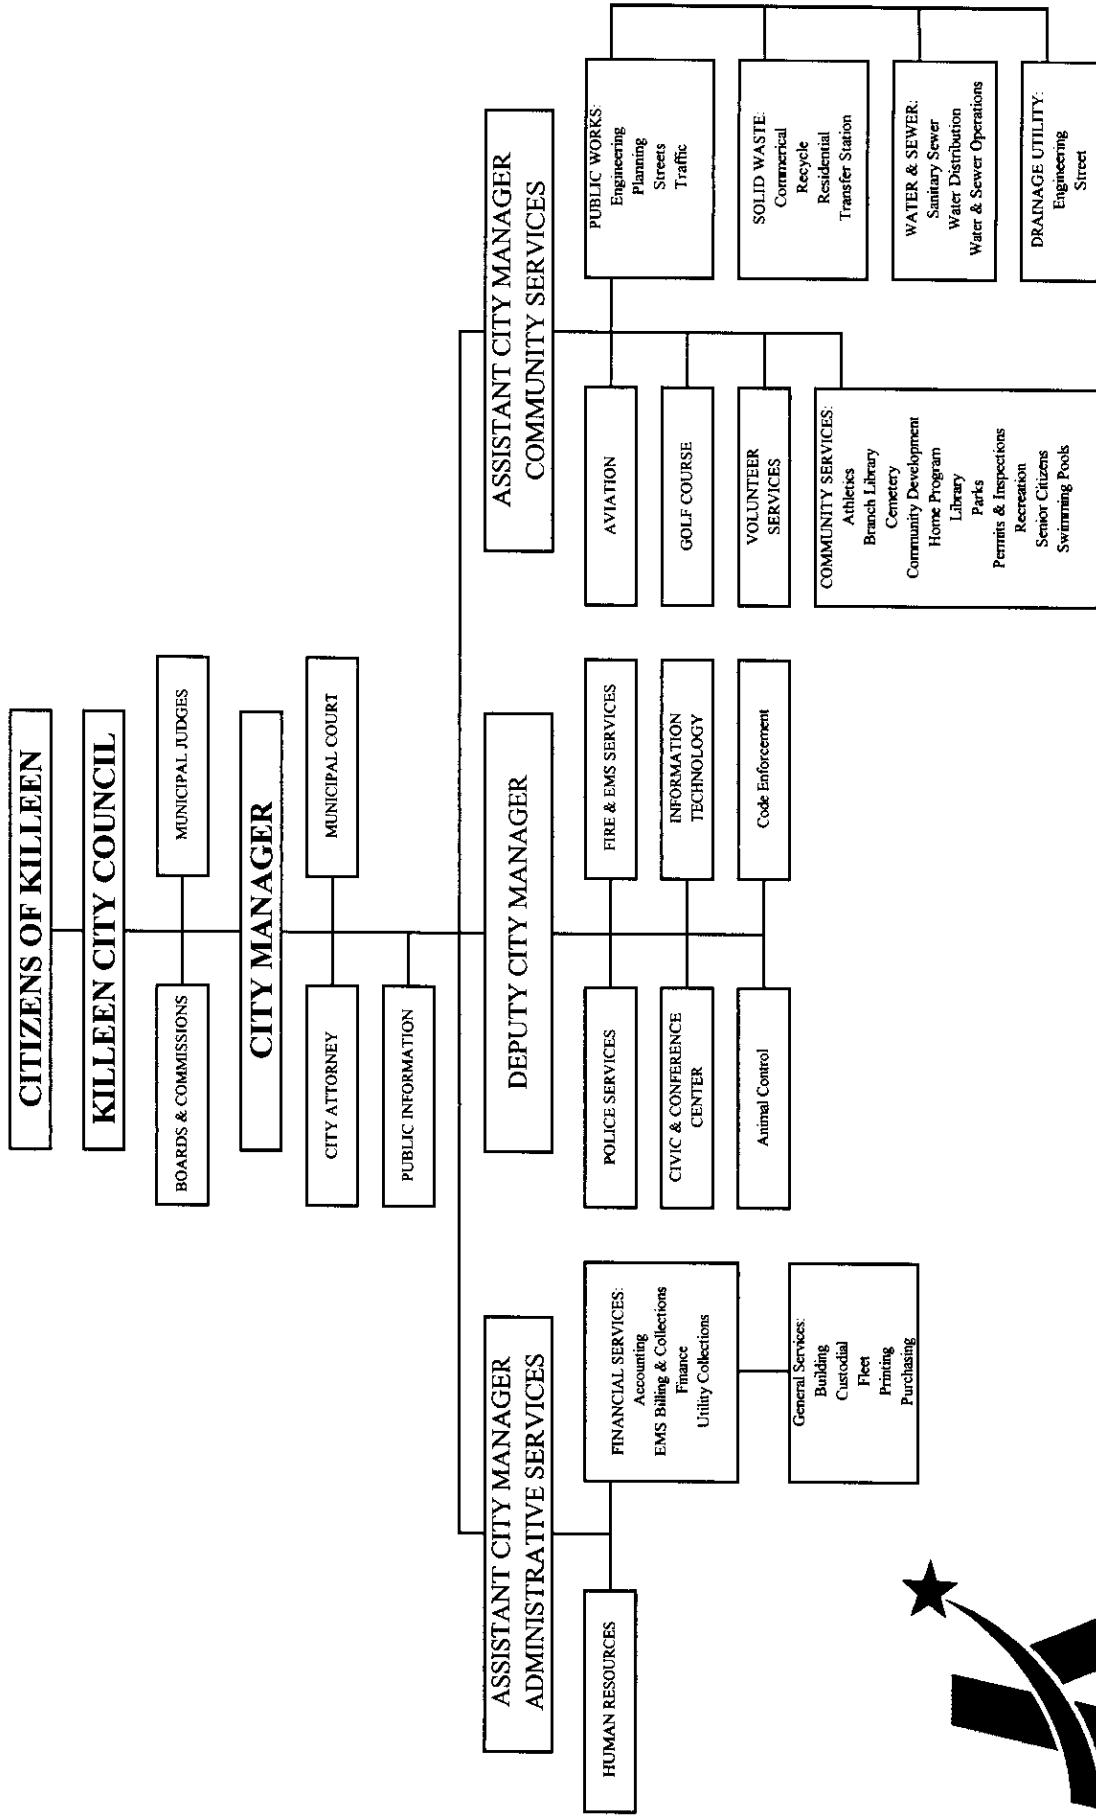 CITIZENS OF KILLEEN
KILLEEN CITY COUNCIL
BOARDS & COMMISSIONS
MUNICIPAL JUDGES
CITY MANAGER
CITY ATTORNEY
MUNICIPAL COURT
PUBLIC INFORMATION
ASSISTANT CITY MANAGER
ADMINISTRATIVE SERVICES
HUMAN RESOURCES
FINANCIAL SERVICES:
Accounting
EMS Billing & Collections
Finance
Utility Collections
General Services:
Building
Custodial
Fleet
Printing
Purchasing
DEPUTY CITY MANAGER
POLICE SERVICES
FIRE & EMS SERVICES
CIVIC & CONFERENCE
CENTER
INFORMATION
TECHNOLOGY
Animal Control
Code Enforcement
ASSISTANT CITY MANAGER
COMMUNITY SERVICES
AVIATION
GOLF COURSE
VOLUNTEER
SERVICES
COMMUNITY SERVICES:
Athletics
Branch Library
Cemetery
Community Development
Home Program
Library
Parks
Permits & Inspections
Recreation
Senior Citizens
Swimming Pools
PUBLIC WORKS:
Engineering
Planning
Streets
Traffic
SOLID WASTE:
Commerical
Recycle
Residential
Transfer Station
WATER & SEWER:
Sanitary Sewer
Water Distribution
Water & Sewer Operations
DRAINAGE UTILITY:
Engineering
Street